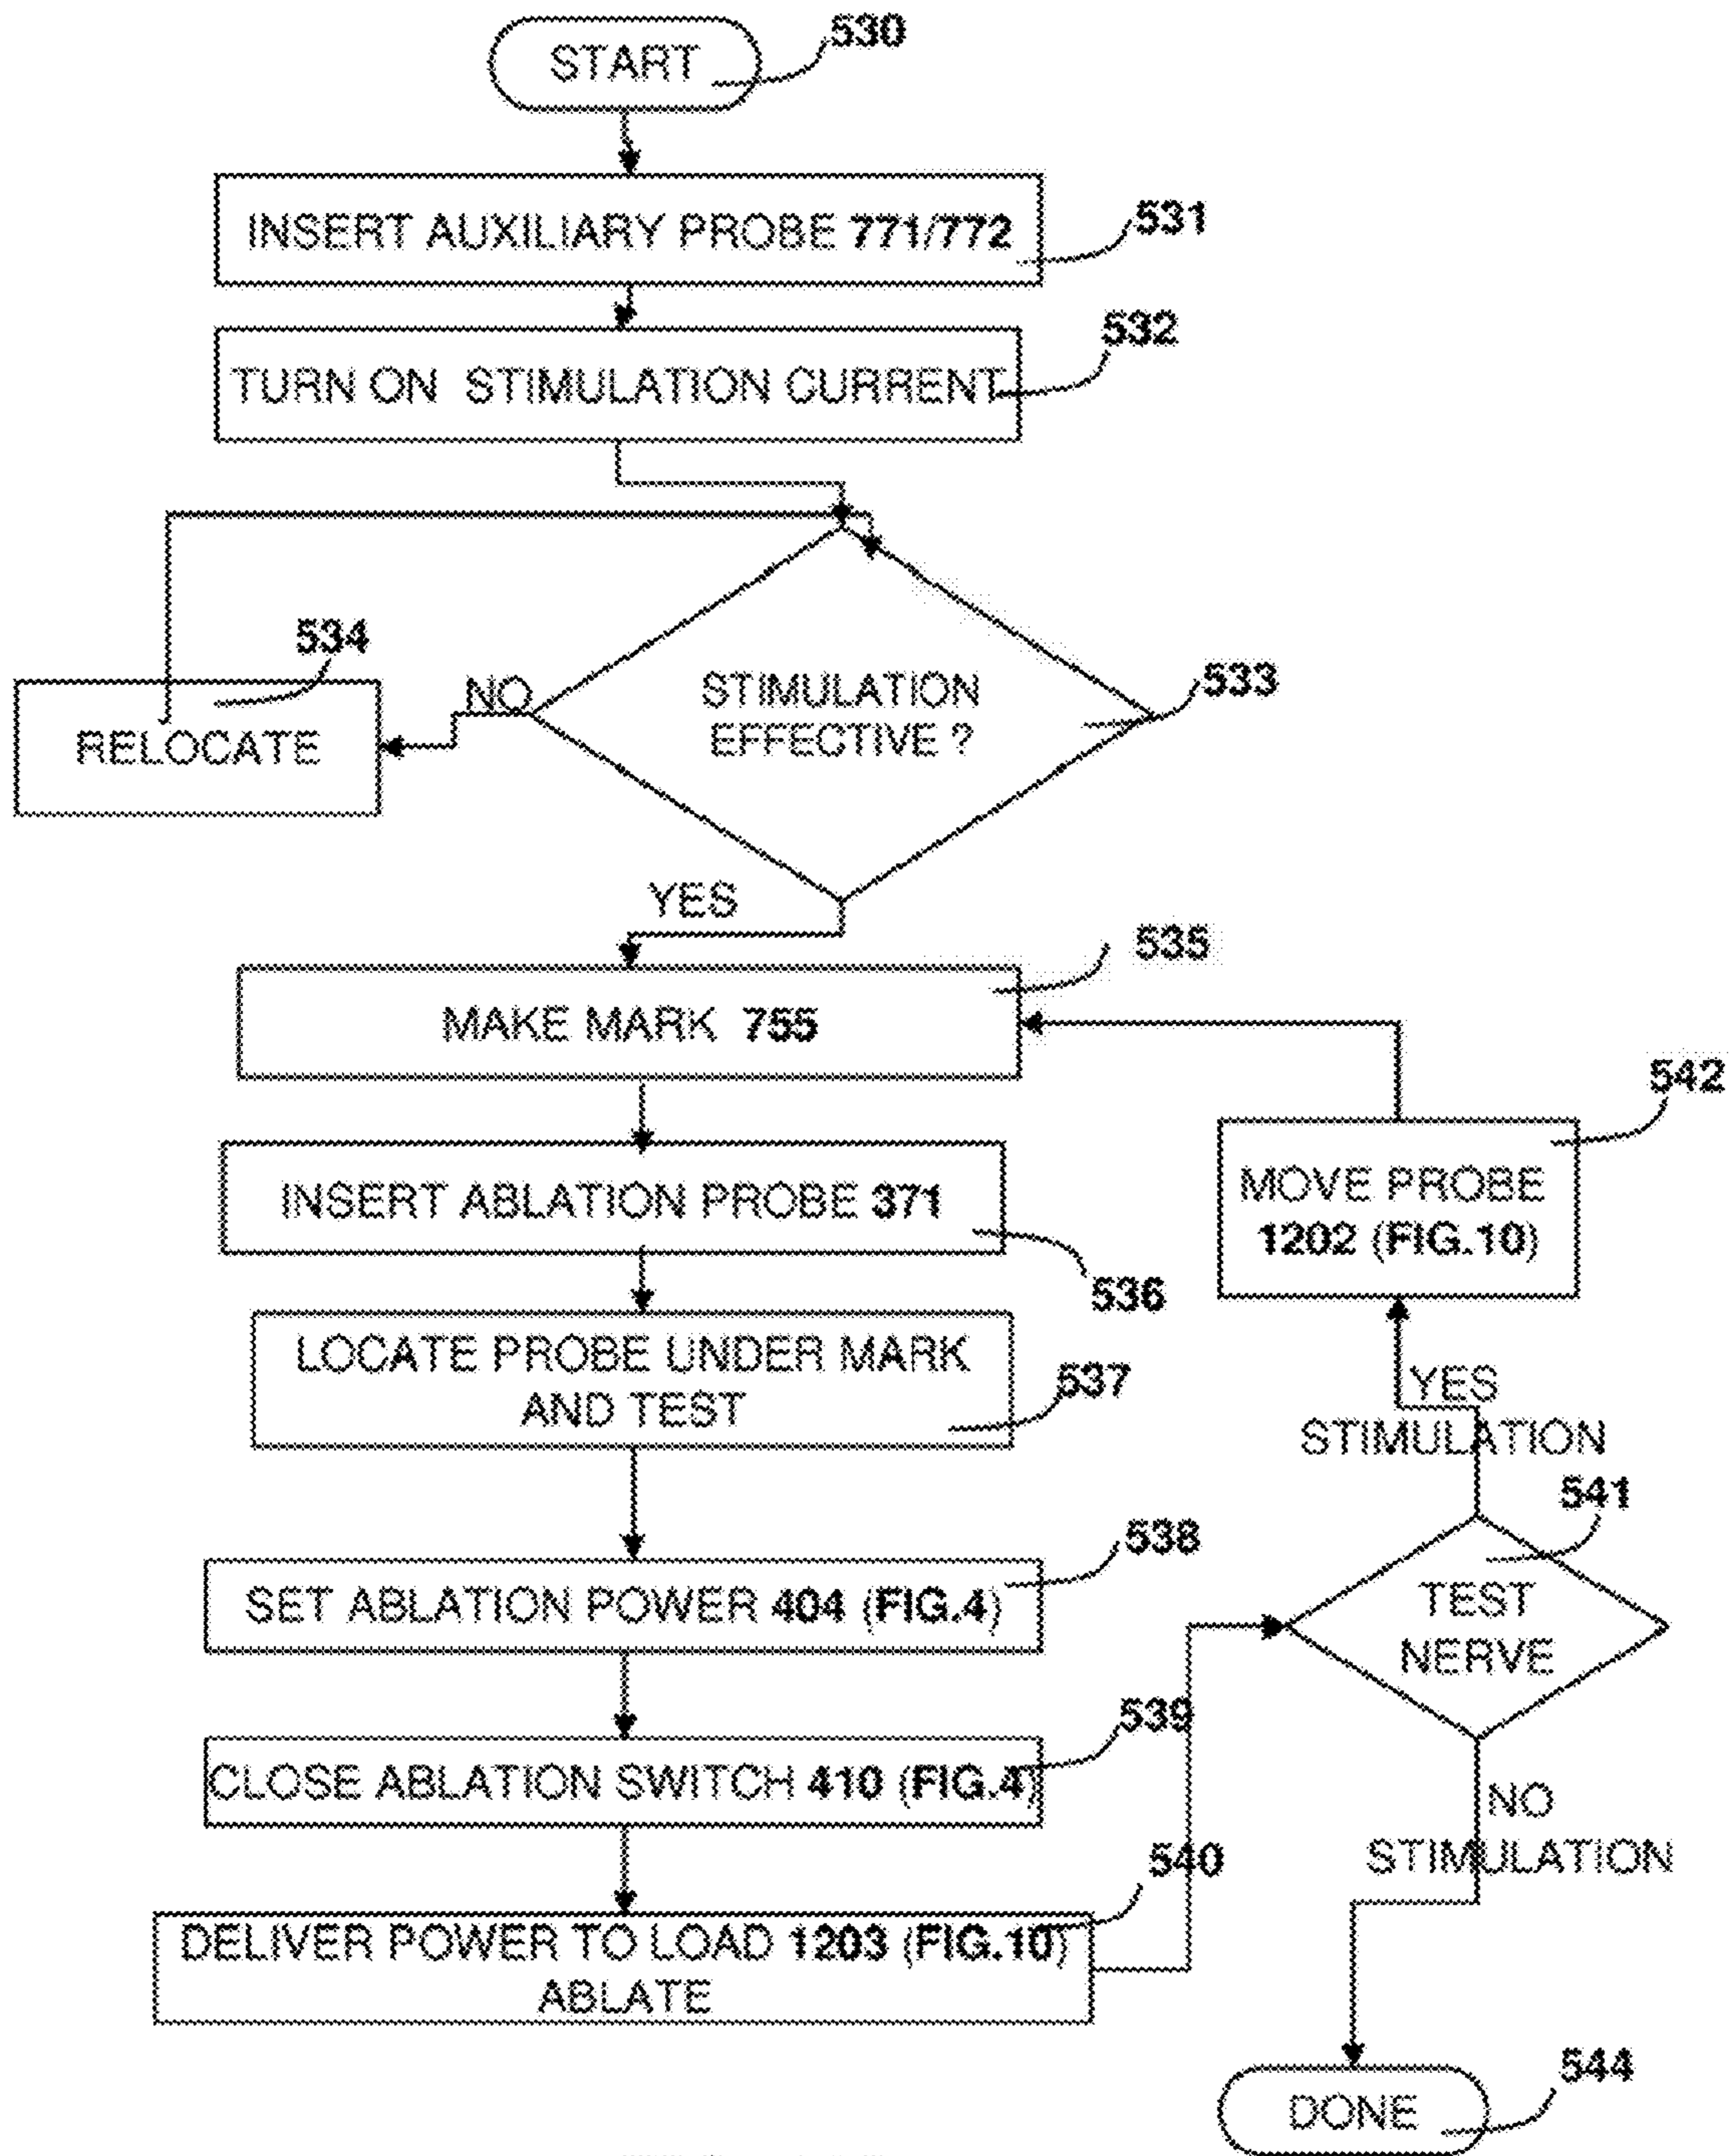 START
530
INSERT AUXILIARY PROBE 771/772
531
TURN ON STIMULATION CURRENT
532
STIMULATION
EFFECTIVE ?
533
NO
534
RELOCATE
YES
MAKE MARK 755
535
INSERT ABLATION PROBE 371
536
LOCATE PROBE UNDER MARK
AND TEST
537
SET ABLATION POWER 404 (FIG.4)
538
CLOSE ABLATION SWITCH 410 (FIG.4)
539
DELIVER POWER TO LOAD 1203 (FIG.10)
ABLATE
540
TEST
NERVE
541
YES
STIMULATION
MOVE PROBE
1202 (FIG.10)
542
NO
STIMULATION
DONE
544